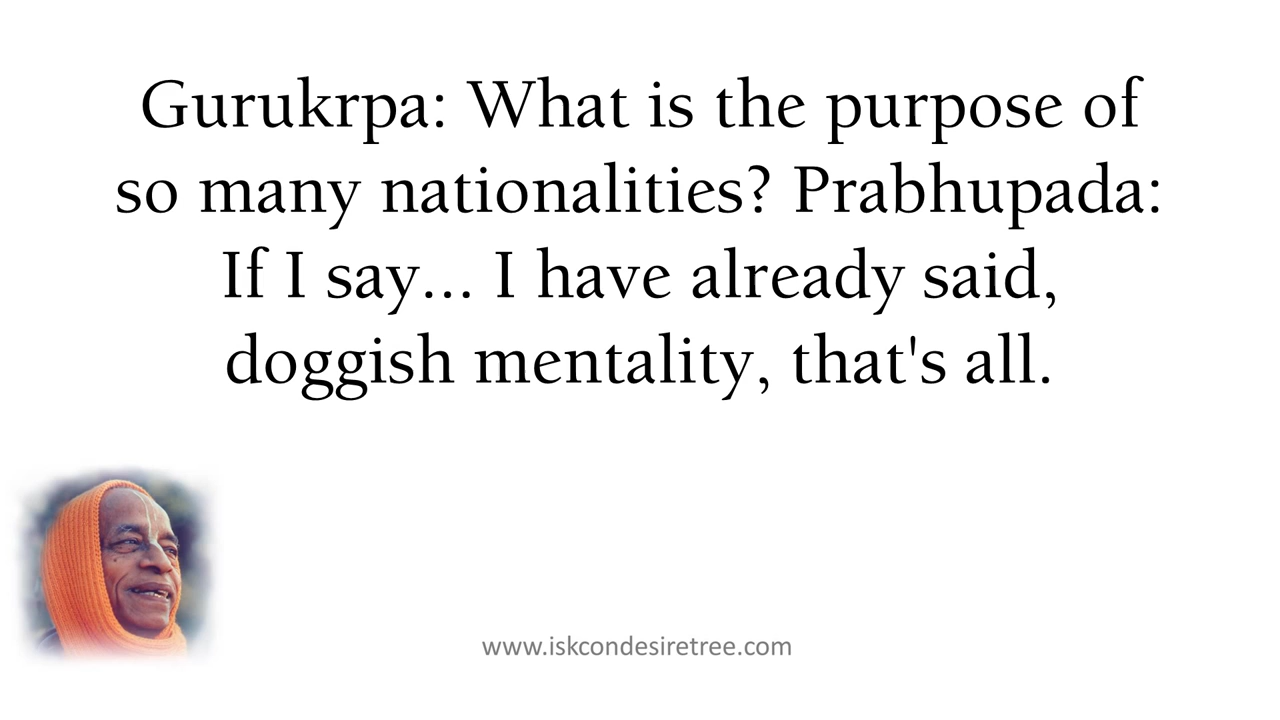 Gurukrpa: What is the purpose of
so many nationalities? Prabhupada:
If I say... I have already said,
doggish mentality, that's all.
www.iskcondesiretree.com